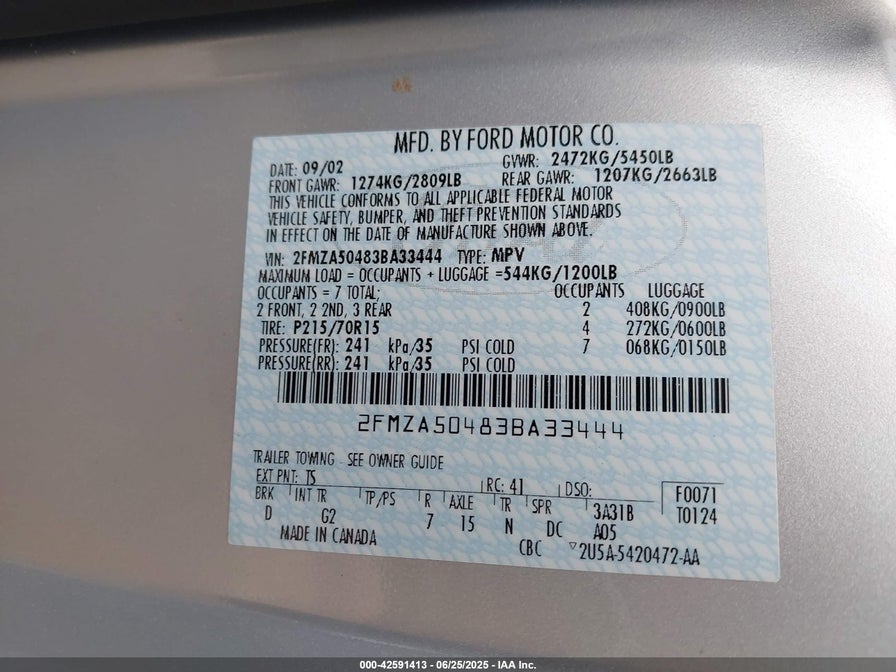 MFD. BY FORD MOTOR CO.
DATE: 09/02 GVWR: 2472KG/5450LB
FRONT GAWR: 1274KG/2809LB REAR GAWR: 1207KG/2663LB
THIS VEHICLE CONFORMS TO ALL APPLICABLE FEDERAL MOTOR
VEHICLE SAFETY, BUMPER, AND THEFT PREVENTION STANDARDS
IN EFFECT ON THE DATE OF MANUFACTURE SHOWN ABOVE.
VIN: 2FMZA50483BA33444 TYPE: MPV
MAXIMUM LOAD = OCCUPANTS + LUGGAGE =544KG/1200LB
OCCUPANTS = 7 TOTAL; OCCUPANTS LUGGAGE
2 FRONT, 2 2ND, 3 REAR 2 408KG/0900LB
TIRE: P215/70R15 4 272KG/0600LB
PRESSURE(FR): 241 kPa/35 PSI COLD 7 068KG/0150LB
PRESSURE(RR): 241 kPa/35 PSI COLD
2FMZA50483BA33444
TRAILER TOWING - SEE OWNER GUIDE
EXT PNT: TS RC: 41 DSO: F0071
BRK INT TR TP/PS R AXLE TR SPR 3A31B T0124
D G2 7 15 N DC A05
MADE IN CANADA CBC ▽2U5A-5420472-AA
000-42591413 - 06/25/2025 - IAA Inc.